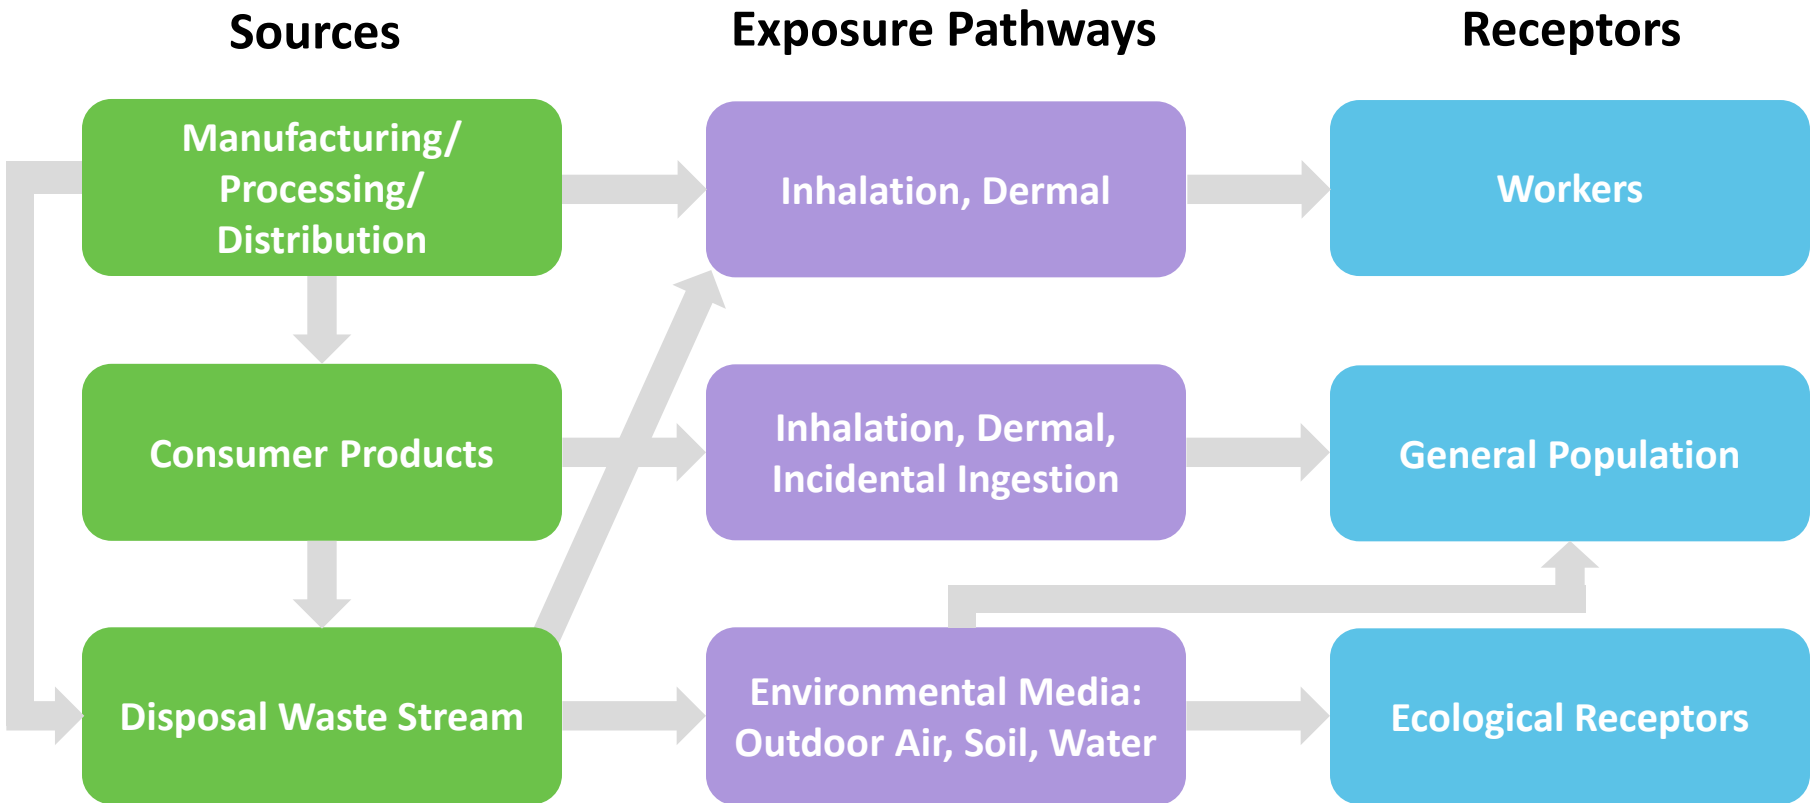 Sources
Exposure Pathways
Receptors
Manufacturing/
Processing/
Distribution
Inhalation, Dermal
Workers
Consumer Products
Inhalation, Dermal,
Incidental Ingestion
General Population
Disposal Waste Stream
Environmental Media:
Outdoor Air, Soil, Water
Ecological Receptors